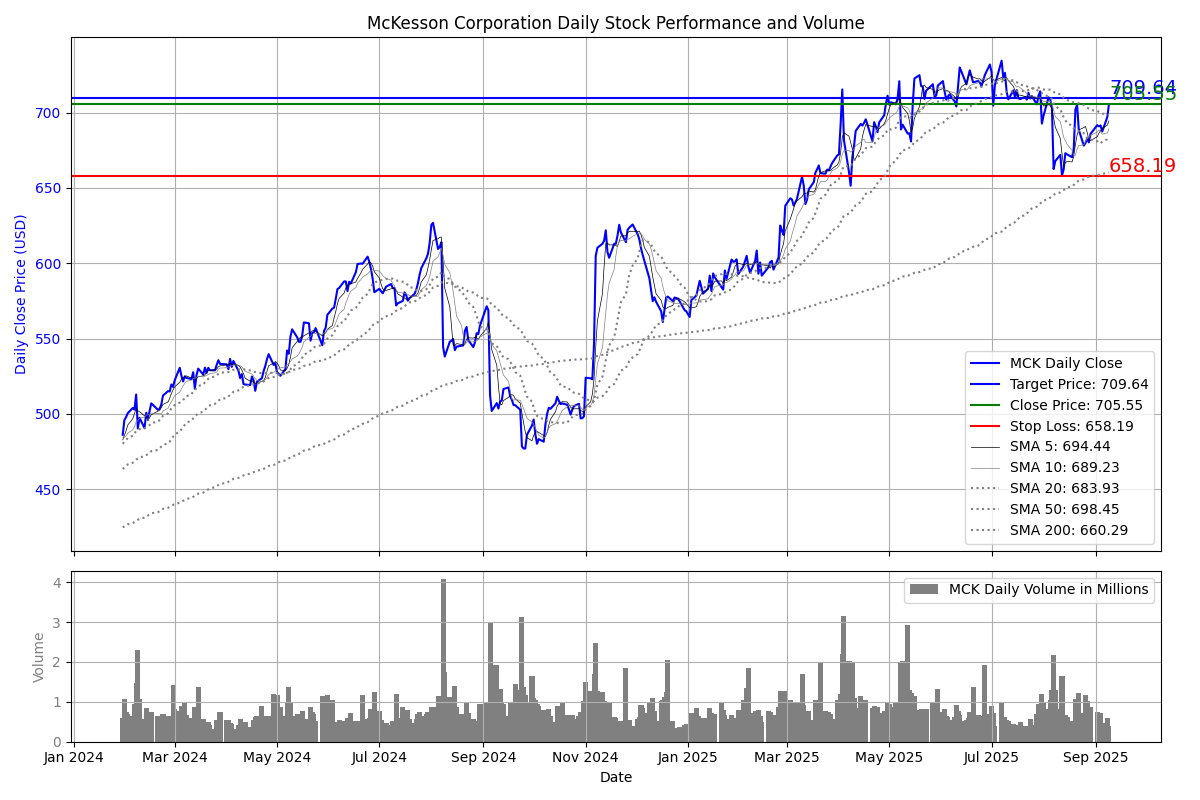 McKesson Corporation Daily Stock Performance and Volume
Daily Close Price (USD)
700
650
600
550
500
450
709.64
705.55
658.19
MCK Daily Close
Target Price: 709.64
Close Price: 705.55
Stop Loss: 658.19
SMA 5: 694.44
SMA 10: 689.23
SMA 20: 683.93
SMA 50: 698.45
SMA 200: 660.29
Volume
4
3
2
1
0
MCK Daily Volume in Millions
Jan 2024 Mar 2024 May 2024 Jul 2024 Sep 2024 Nov 2024 Jan 2025 Mar 2025 May 2025 Jul 2025 Sep 2025
Date